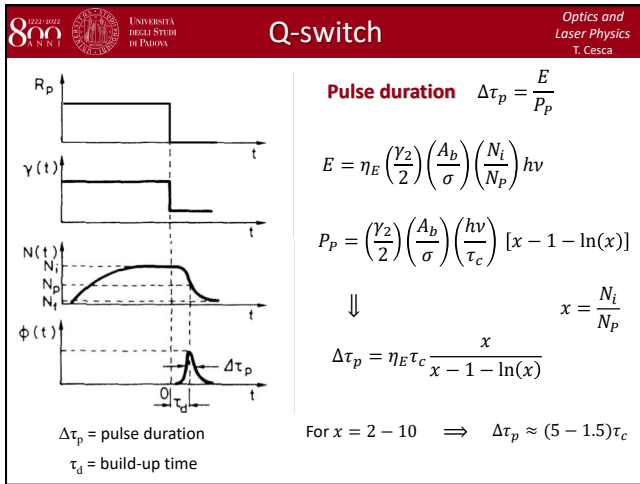 1222-2022
800
ANNI
UNIVERSITÀ
DEGLI STUDI
DI PADOVA
Q-switch
Optics and
Laser Physics
T. Cesca
R_p
t
γ(t)
t
N(t)
N_i
N_p
N_f
t
ϕ(t)
Δτ_p
0
t
τ_d
Δτ_p = pulse duration
τ_d = build-up time
Pulse duration Δτ_p = E / P_P
E = η_E (γ_2 / 2) (A_b / σ) (N_i / N_P) hν
P_P = (γ_2 / 2) (A_b / σ) (hν / τ_c) [x − 1 − ln(x)]
⇓ x = N_i / N_P
Δτ_p = η_E τ_c x / (x − 1 − ln(x))
For x = 2 − 10 ⟹ Δτ_p ≈ (5 − 1.5)τ_c